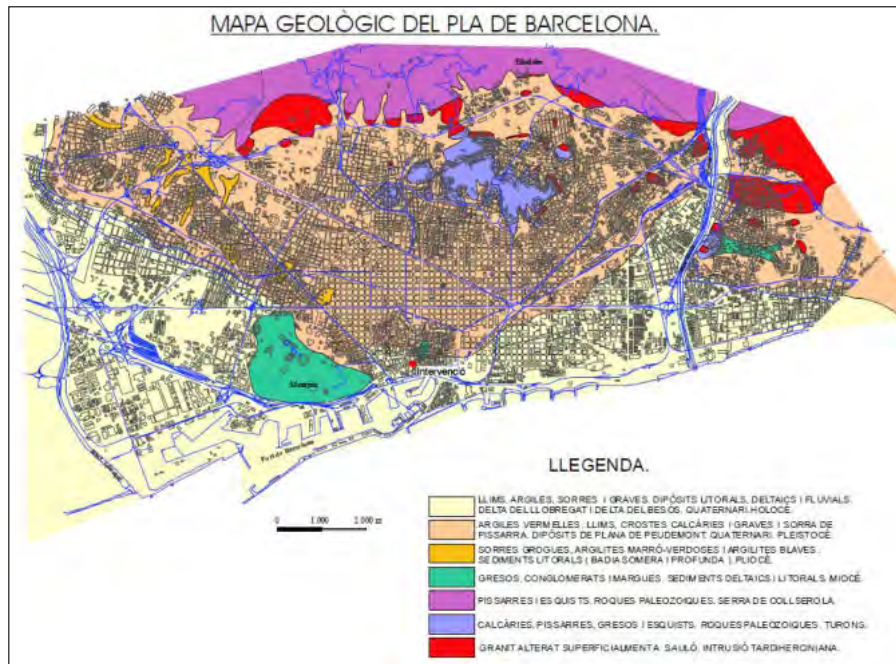 MAPA GEOLÒGIC DEL PLA DE BARCELONA.
Intervenció
LLEGENDA.
LLIMS, ARGILES, SORRES I GRAVES. DIPÒSITS LITORALS, DELTAICS I FLUVIALS.
DELTA DEL LLOBREGAT I DELTA DEL BESÒS. QUATERNARI. HOLOCÈ.
ARGILES VERMELLES, LLIMS, CROSTES CALCÀRIES I GRAVES I SORRA DE
PISSARRA. DIPÒSITS DE PLANA DE PEUDEMONT. QUATERNARI. PLEISTOCÈ.
SORRES GROGUES, ARGILITES MARRÓ-VERDOSES I ARGILITES BLAVES.
SEDIMENTS LITORALS ( BADIA SOMERA I PROFUNDA ). PLIOCÈ.
GRESOS, CONGLOMERATS I MARGUES. SEDIMENTS DELTAICS I LITORALS. MIOCÈ.
PISSARRES I ESQUISTS. ROQUES PALEOZOIQUES. SERRA DE COLLSEROLA.
CALCÀRIES, PISSARRES, GRESOS I ESQUISTS. ROQUES PALEOZOIQUES. TURONS.
GRANIT ALTERAT SUPERFICIALMENT A SAULÓ. INTRUSIÓ TARDIHERCINIANA.
0 1.000 2.000 m